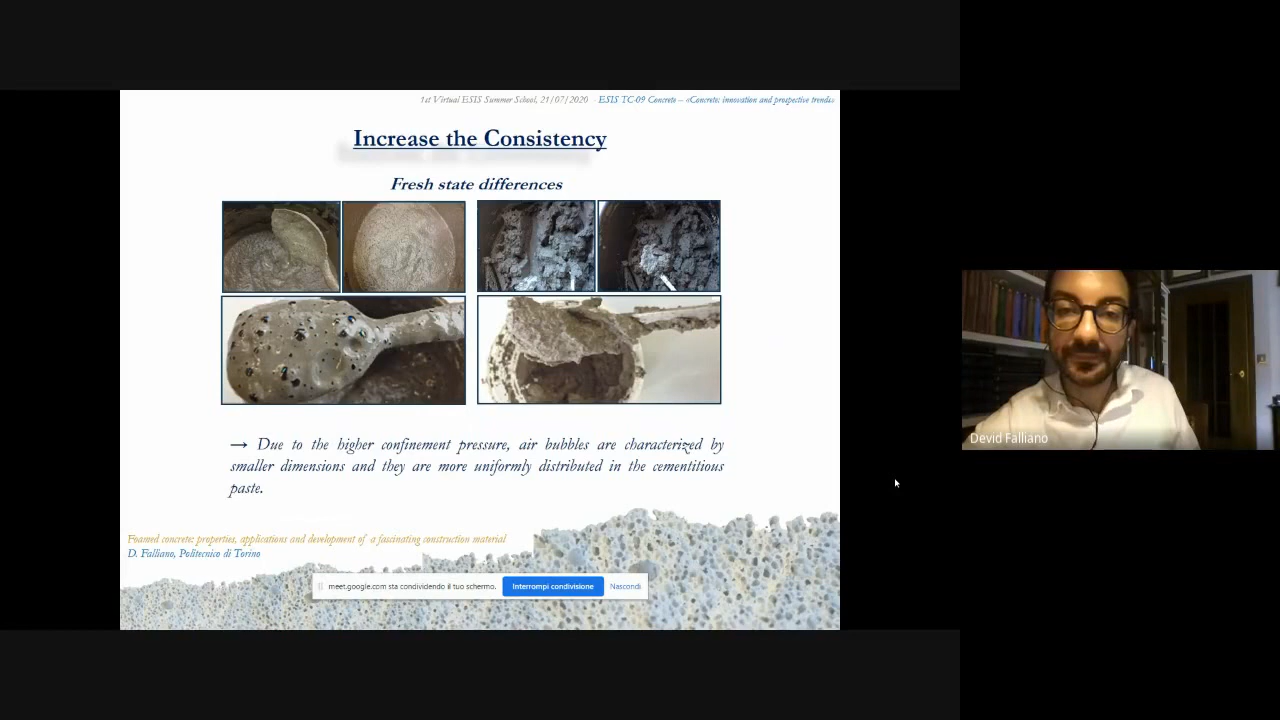 1st Virtual ESIS Summer School, 21/07/2020 - ESIS TC-09 Concrete – «Concrete: innovation and prospective trends»
Increase the Consistency
Fresh state differences
→ Due to the higher confinement pressure, air bubbles are characterized by
smaller dimensions and they are more uniformly distributed in the cementitious
paste.
Foamed concrete: properties, applications and development of a fascinating construction material
D. Falliano, Politecnico di Torino
meet.google.com sta condividendo il tuo schermo. Interrompi condivisione Nascondi
Devid Falliano